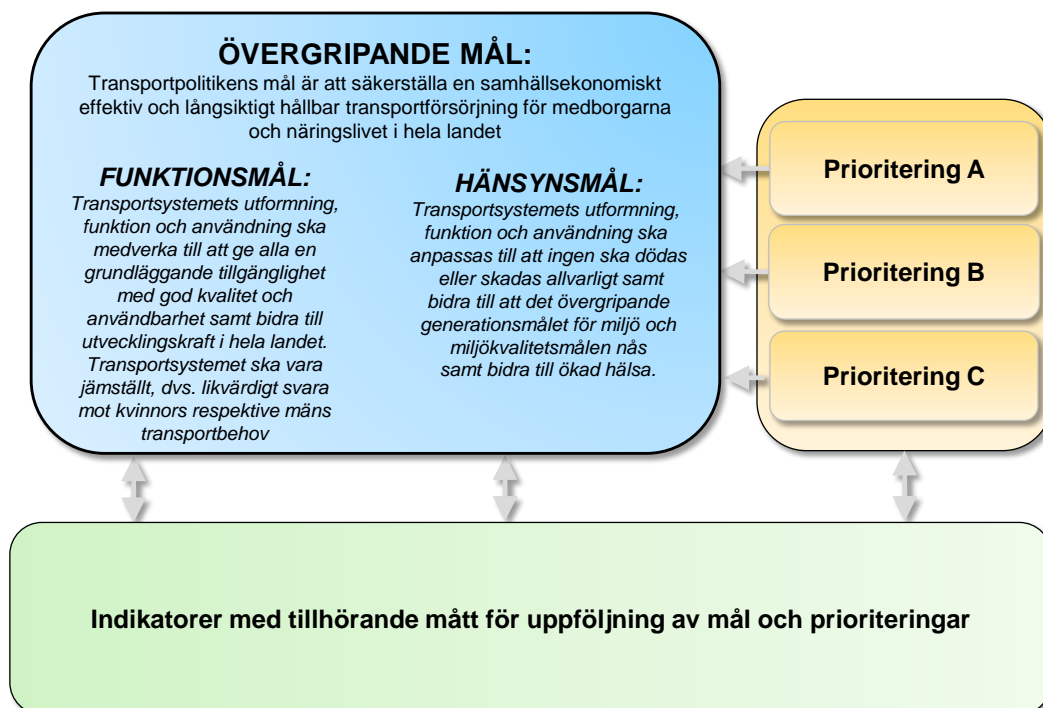 ÖVERGRIPANDE MÅL:
Transportpolitikens mål är att säkerställa en samhällsekonomiskt
effektiv och långsiktigt hållbar transportförsörjning för medborgarna
och näringslivet i hela landet
FUNKTIONSMÅL:
Transportsystemets utformning,
funktion och användning ska
medverka till att ge alla en
grundläggande tillgänglighet
med god kvalitet och
användbarhet samt bidra till
utvecklingskraft i hela landet.
Transportsystemet ska vara
jämställt, dvs. likvärdigt svara
mot kvinnors respektive mäns
transportbehov
HÄNSYNSMÅL:
Transportsystemets utformning,
funktion och användning ska
anpassas till att ingen ska dödas
eller skadas allvarligt samt
bidra till att det övergripande
generationsmålet för miljö och
miljökvalitetsmålen nås
samt bidra till ökad hälsa.
Prioritering A
Prioritering B
Prioritering C
Indikatorer med tillhörande mått för uppföljning av mål och prioriteringar